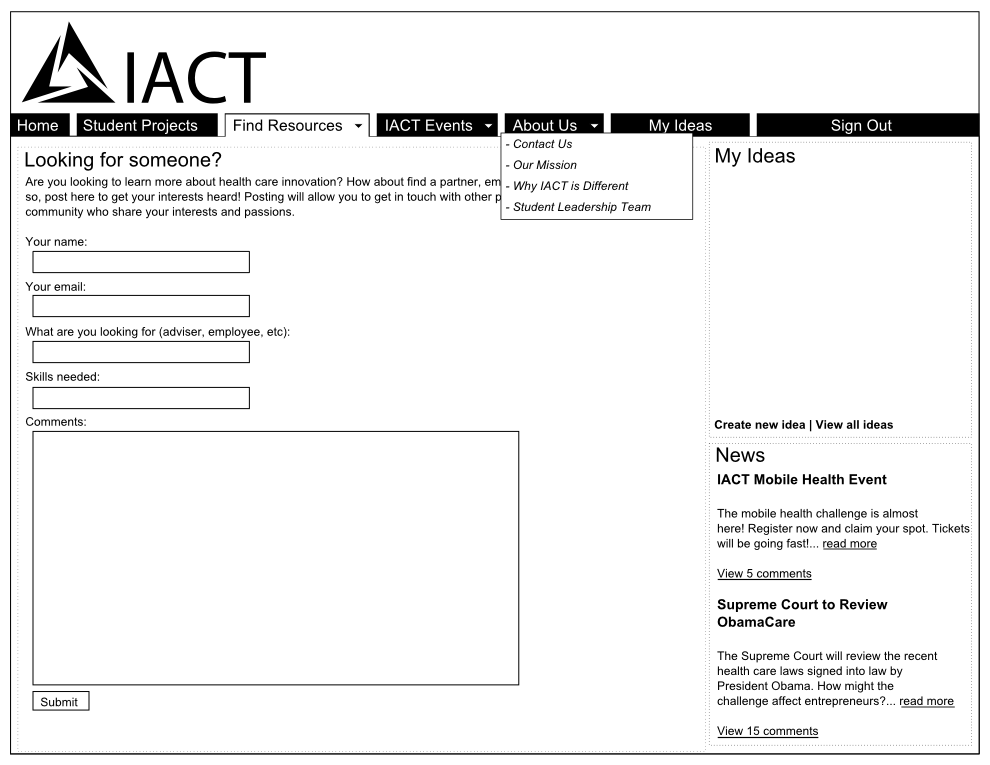 IACT
Home
Student Projects
Find Resources
IACT Events
About Us
My Ideas
Sign Out
- Contact Us
- Our Mission
- Why IACT is Different
- Student Leadership Team
Looking for someone?
Are you looking to learn more about health care innovation? How about find a partner,
so, post here to get your interests heard! Posting will allow you to get in touch with other
community who share your interests and passions.
Your name:
Your email:
What are you looking for (adviser, employee, etc):
Skills needed:
Comments:
Submit
My Ideas
Create new idea | View all ideas
News
IACT Mobile Health Event
The mobile health challenge is almost
here! Register now and claim your spot. Tickets
will be going fast!... read more
View 5 comments
Supreme Court to Review
ObamaCare
The Supreme Court will review the recent
health care laws signed into law by
President Obama. How might the
challenge affect entrepreneurs?... read more
View 15 comments